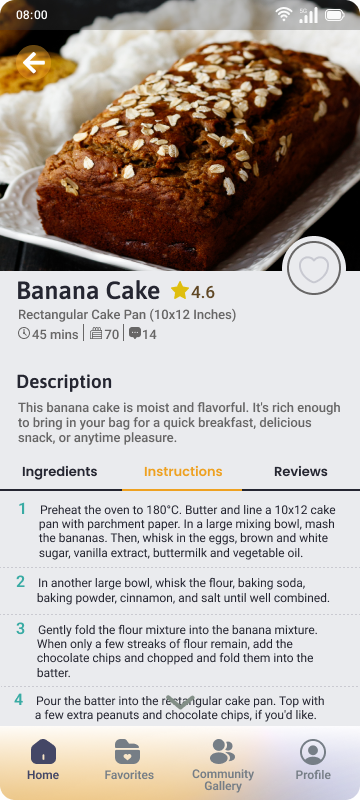 08:00
5G
Banana Cake
4.6
Rectangular Cake Pan (10x12 Inches)
45 mins
70
14
Description
This banana cake is moist and flavorful. It's rich enough
to bring in your bag for a quick breakfast, delicious
snack, or anytime pleasure.
Ingredients
Instructions
Reviews
1 Preheat the oven to 180°C. Butter and line a 10x12 cake
pan with parchment paper. In a large mixing bowl, mash
the bananas. Then, whisk in the eggs, brown and white
sugar, vanilla extract, buttermilk and vegetable oil.
2 In another large bowl, whisk the flour, baking soda,
baking powder, cinnamon, and salt until well combined.
3 Gently fold the flour mixture into the banana mixture.
When only a few streaks of flour remain, add the
chocolate chips and chopped and fold them into the
batter.
4 Pour the batter into the rectangular cake pan. Top with
a few extra peanuts and chocolate chips, if you'd like.
Home
Favorites
Community
Gallery
Profile